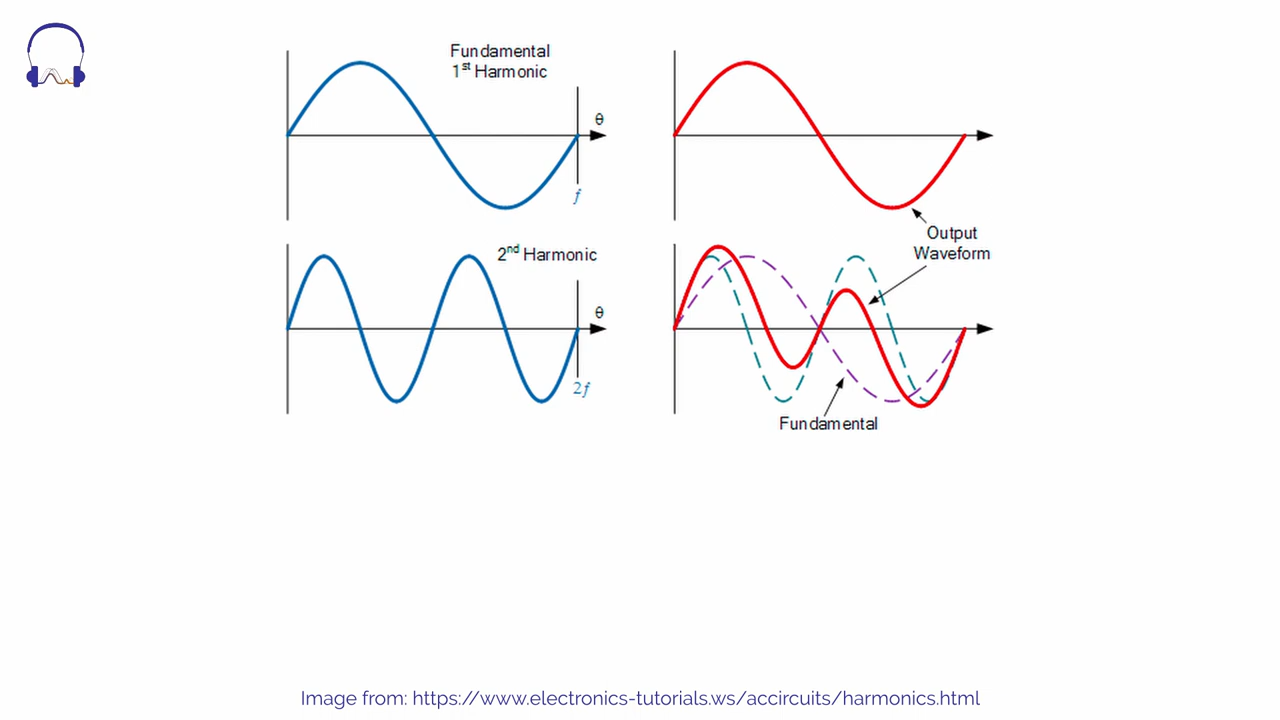 Fundamental
1st Harmonic
θ
f
Output
Waveform
2nd Harmonic
θ
2f
Fundamental
Image from: https://www.electronics-tutorials.ws/accircuits/harmonics.html